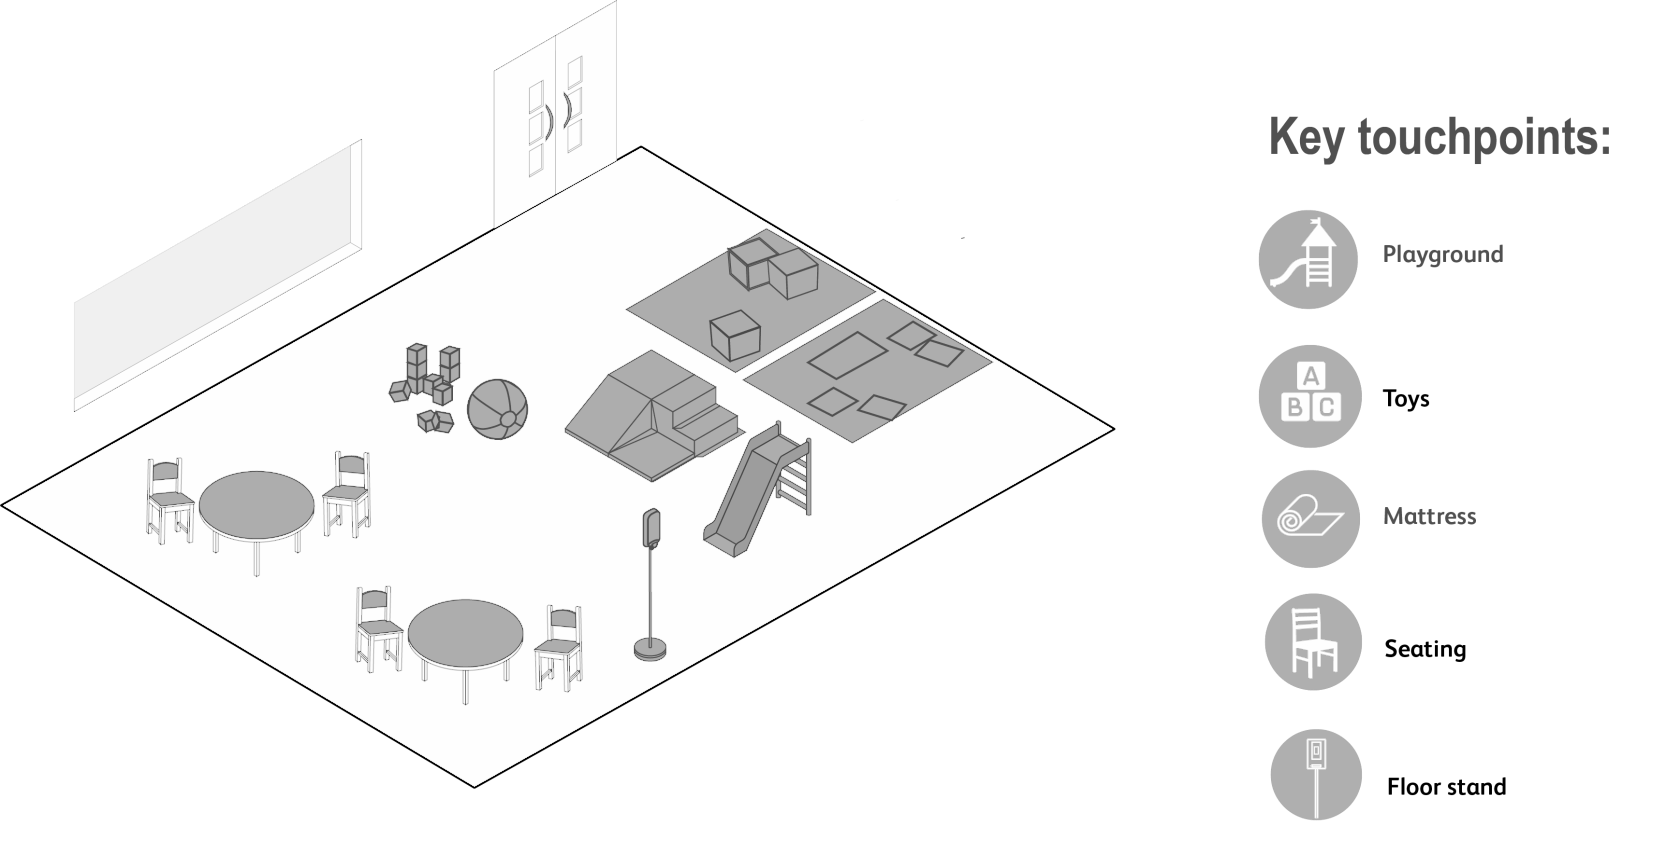 Key touchpoints:
Playground
A
B C
Toys
Mattress
Seating
Floor stand